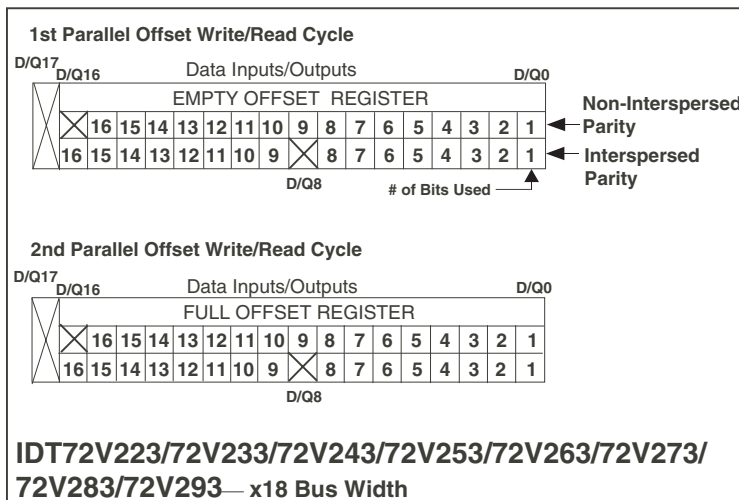 1st Parallel Offset Write/Read Cycle
D/Q17
D/Q16 Data Inputs/Outputs D/Q0
EMPTY OFFSET REGISTER
16 15 14 13 12 11 10 9 8 7 6 5 4 3 2 1 Non-Interspersed Parity
16 15 14 13 12 11 10 9 8 7 6 5 4 3 2 1 Interspersed Parity
D/Q8 # of Bits Used
2nd Parallel Offset Write/Read Cycle
D/Q17
D/Q16 Data Inputs/Outputs D/Q0
FULL OFFSET REGISTER
16 15 14 13 12 11 10 9 8 7 6 5 4 3 2 1
16 15 14 13 12 11 10 9 8 7 6 5 4 3 2 1
D/Q8
IDT72V223/72V233/72V243/72V253/72V263/72V273/
72V283/72V293— x18 Bus Width